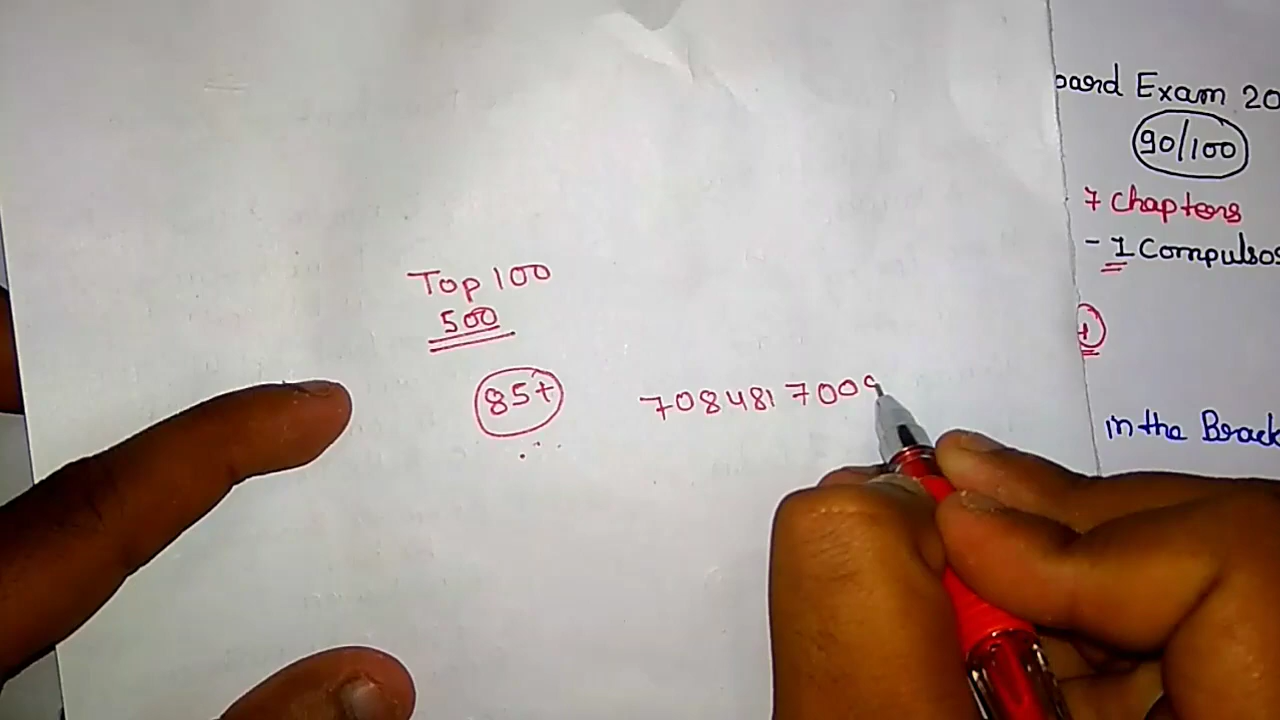 Top 100
500
85+ 708481700
oard Exam 20
90/100
7 Chapters
- 1 Compulso
+
in the Brack